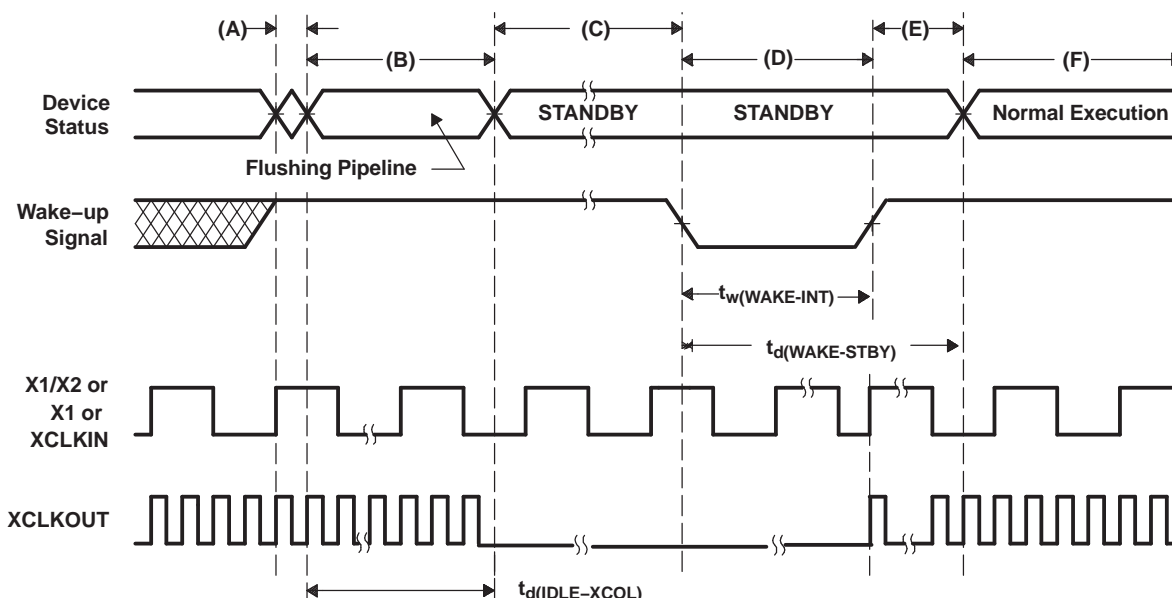 (A)
(C)
(E)
(B)
(D)
(F)
Device
Status
STANDBY
STANDBY
Normal Execution
Flushing Pipeline
Wake–up
Signal
tw(WAKE-INT)
td(WAKE-STBY)
X1/X2 or
X1 or
XCLKIN
XCLKOUT
td(IDLE–XCOL)